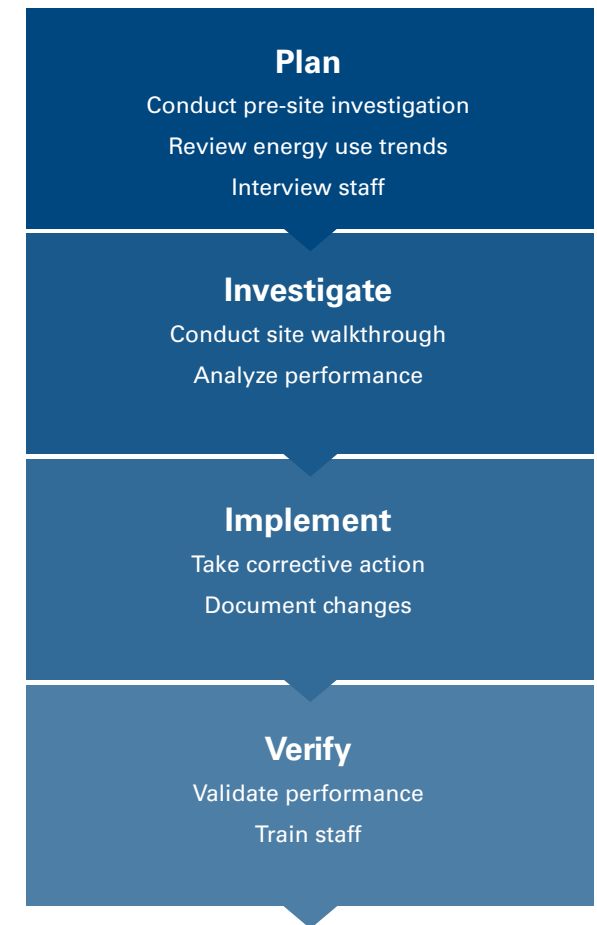 Plan
Conduct pre-site investigation
Review energy use trends
Interview staff
Investigate
Conduct site walkthrough
Analyze performance
Implement
Take corrective action
Document changes
Verify
Validate performance
Train staff